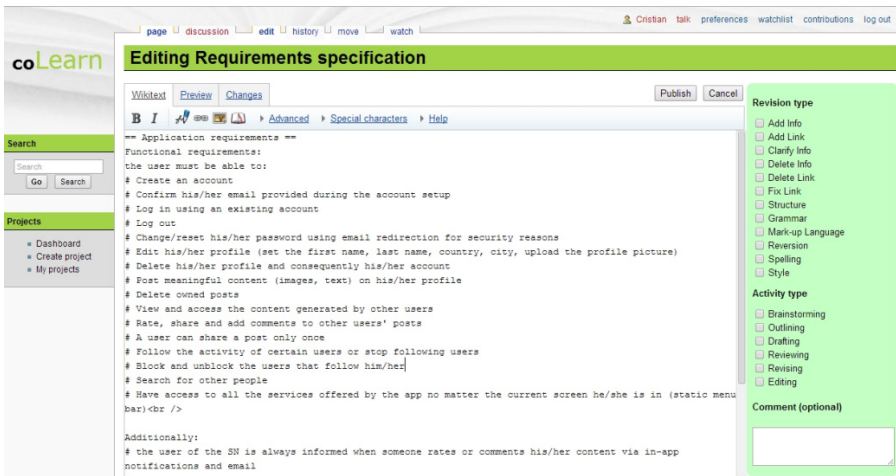 Cristian talk preferences watchlist contributions log out
page discussion edit history move watch
coLearn
Editing Requirements specification
Wikitext Preview Changes
Publish Cancel
B I Advanced Special characters Help
== Application requirements ==
Functional requirements:
the user must be able to:
# Create an account
# Confirm his/her email provided during the account setup
# Log in using an existing account
# Log out
# Change/reset his/her password using email redirection for security reasons
# Edit his/her profile (set the first name, last name, country, city, upload the profile picture)
# Delete his/her profile and consequently his/her account
# Post meaningful content (images, text) on his/her profile
# Delete owned posts
# View and access the content generated by other users
# Rate, share and add comments to other users' posts
# A user can share a post only once
# Follow the activity of certain users or stop following users
# Block and unblock the users that follow him/her
# Search for other people
# Have access to all the services offered by the app no matter the current screen he/she is in (static menu
bar)<br />
Additionally:
# the user of the SN is always informed when someone rates or comments his/her content via in-app
notifications and email
Search
Search
Go Search
Projects
Dashboard
Create project
My projects
Revision type
Add Info
Add Link
Clarify Info
Delete Info
Delete Link
Fix Link
Structure
Grammar
Mark-up Language
Reversion
Spelling
Style
Activity type
Brainstorming
Outlining
Drafting
Reviewing
Revising
Editing
Comment (optional)